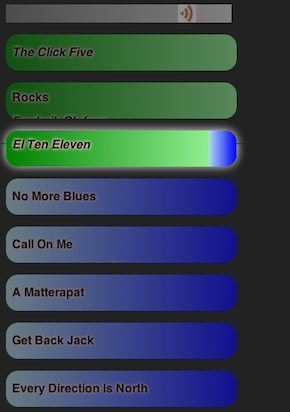 The Click Five
Rocks
El Ten Eleven
No More Blues
Call On Me
A Matterapat
Get Back Jack
Every Direction Is North